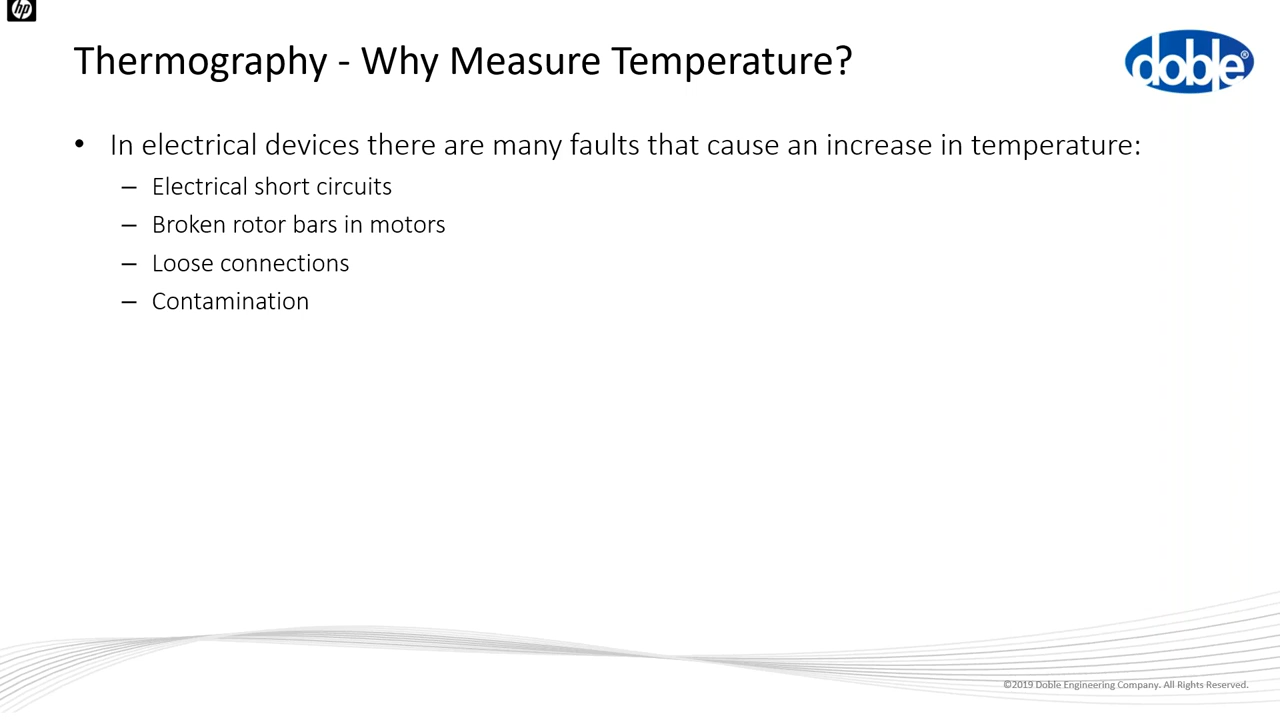 hp
Thermography - Why Measure Temperature?
doble®
• In electrical devices there are many faults that cause an increase in temperature:
– Electrical short circuits
– Broken rotor bars in motors
– Loose connections
– Contamination
©2019 Doble Engineering Company. All Rights Reserved.